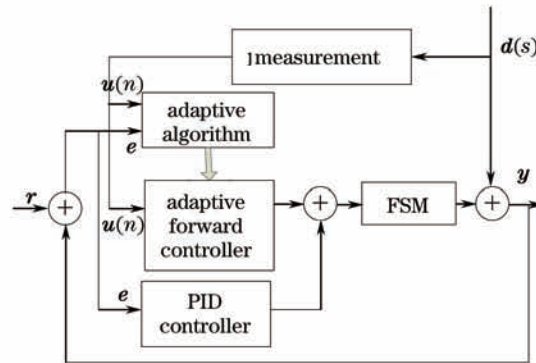 measurement
d(s)
u(n)
adaptive
algorithm
e
y
r
+
adaptive
forward
controller
+
FSM
+
u(n)
e
PID
controller